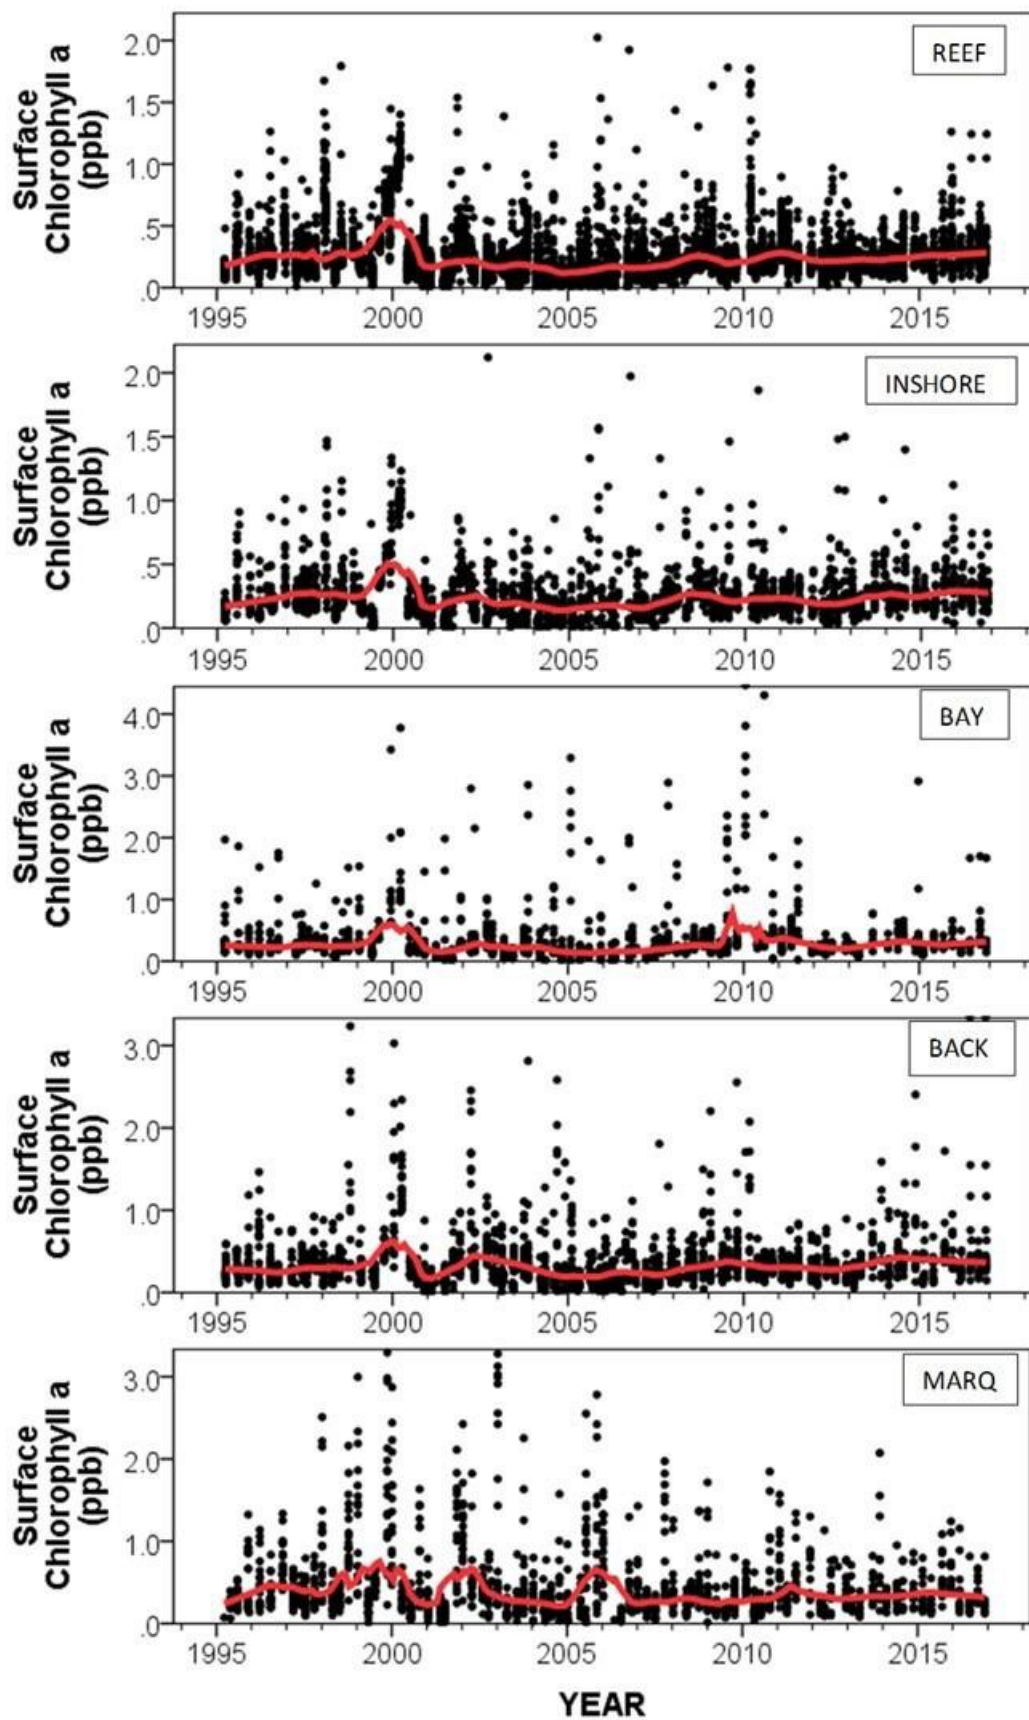 REEF
Surface
Chlorophyll a
(ppb)
2.0
1.5
1.0
.5
.0
1995 2000 2005 2010 2015
INSHORE
Surface
Chlorophyll a
(ppb)
2.0
1.5
1.0
.5
.0
1995 2000 2005 2010 2015
BAY
Surface
Chlorophyll a
(ppb)
4.0
3.0
2.0
1.0
.0
1995 2000 2005 2010 2015
BACK
Surface
Chlorophyll a
(ppb)
3.0
2.0
1.0
.0
1995 2000 2005 2010 2015
MARQ
Surface
Chlorophyll a
(ppb)
3.0
2.0
1.0
.0
1995 2000 2005 2010 2015
YEAR